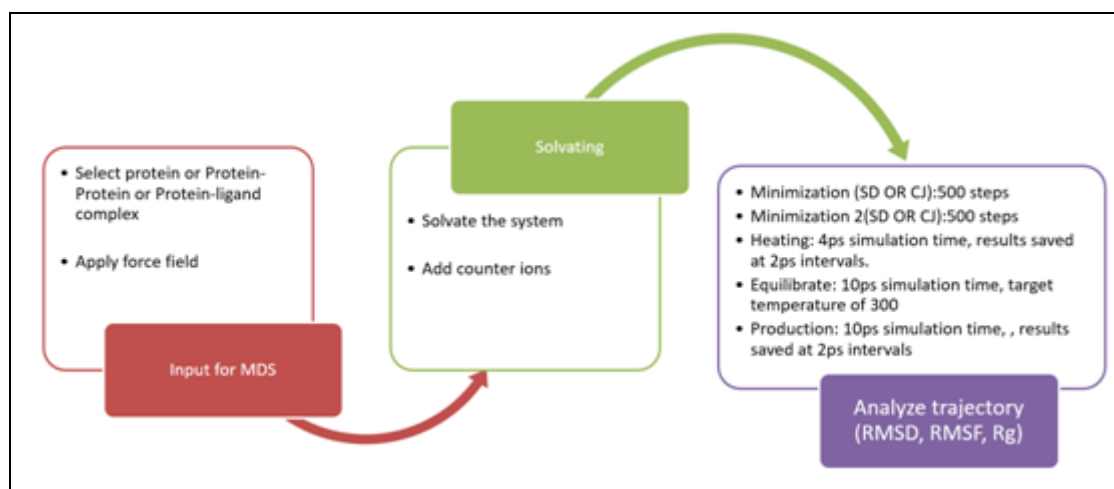 • Select protein or Protein-
Protein or Protein-ligand
complex
• Apply force field
Input for MDS
Solvating
• Solvate the system
• Add counter ions
• Minimization (SD OR CJ):500 steps
• Minimization 2(SD OR CJ):500 steps
• Heating: 4ps simulation time, results saved
at 2ps intervals.
• Equilibrate: 10ps simulation time, target
temperature of 300
• Production: 10ps simulation time, , results
saved at 2ps intervals
Analyze trajectory
(RMSD, RMSF, Rg)